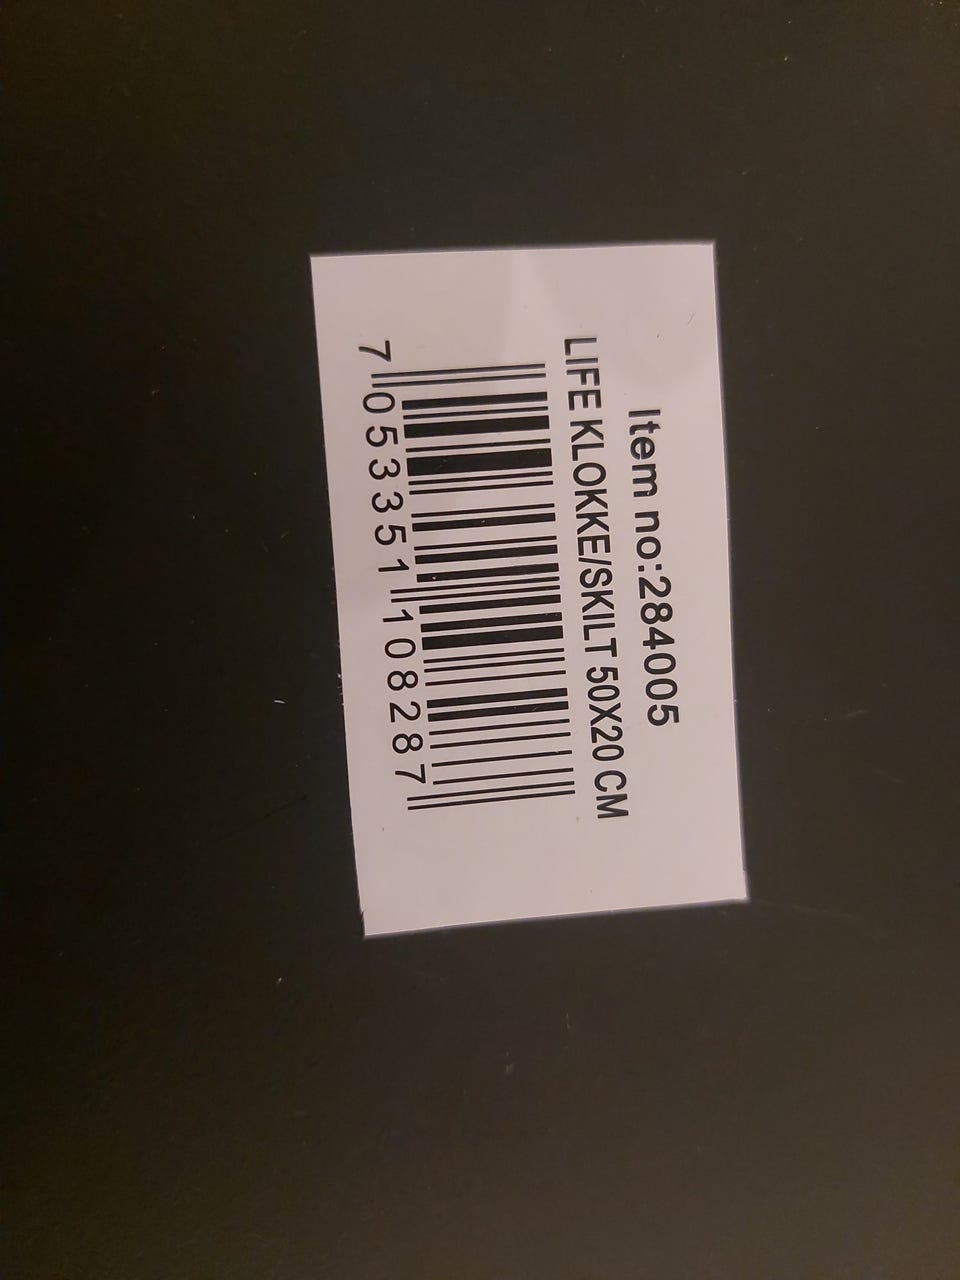 Item no:284005
LIFE KLOKKE/SKILT 50X20 CM
7 053351 108287